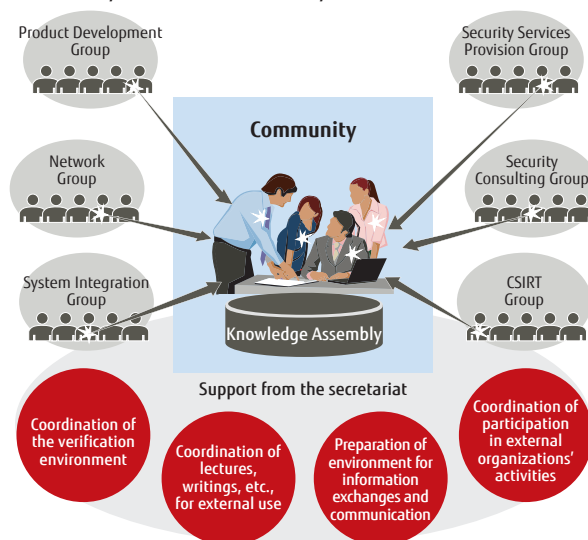 Product Development
Group
Security Services
Provision Group
Community
Network
Group
Security
Consulting Group
System Integration
Group
CSIRT
Group
Knowledge Assembly
Support from the secretariat
Coordination of
the verification
environment
Coordination of
lectures,
writings, etc.,
for external use
Preparation of
environment for
information
exchanges and
communication
Coordination of
participation
in external
organizations'
activities